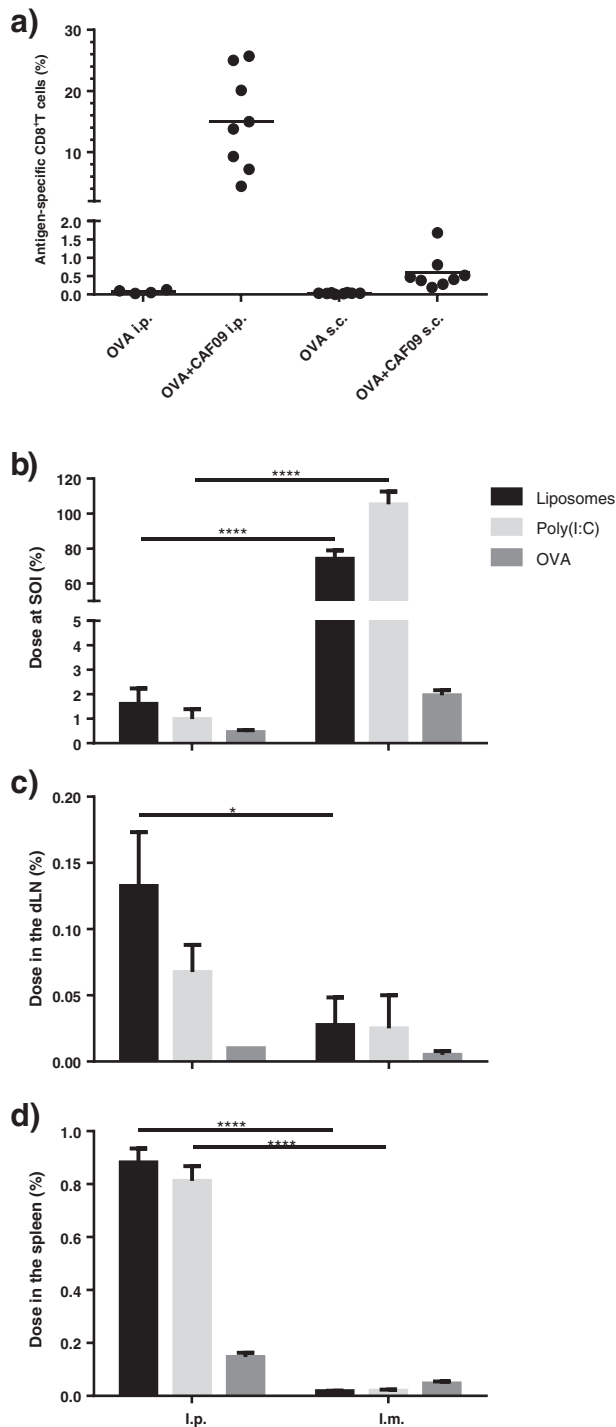 a)
Antigen-specific CD8⁺T cells (%)
30
20
10
2.0
1.5
1.0
0.5
0.0
OVA i.p.
OVA+CAF09 i.p.
OVA s.c.
OVA+CAF09 s.c.
b)
Dose at SOI (%)
120
100
80
60
5
4
3
2
1
0
****
****
Liposomes
Poly(I:C)
OVA
c)
Dose in the dLN (%)
0.20
0.15
0.10
0.05
0.00
*
d)
Dose in the spleen (%)
1.0
0.8
0.6
0.4
0.2
0.0
****
****
I.p.
I.m.